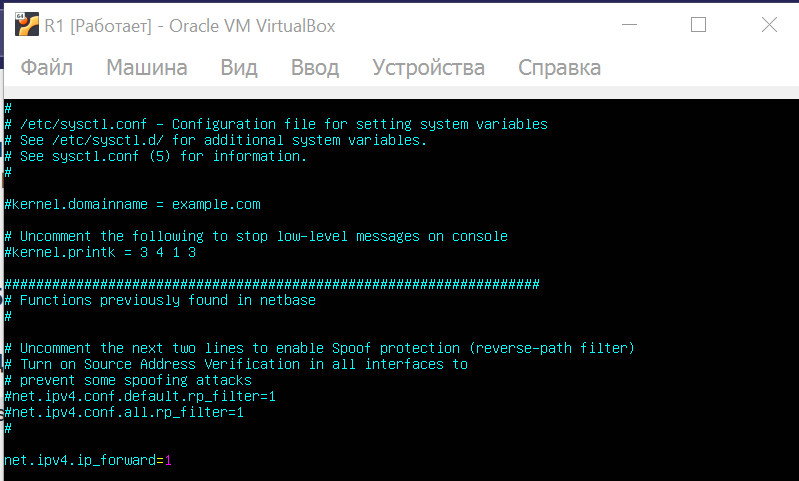 64
R1 [Работает] - Oracle VM VirtualBox
Файл Машина Вид Ввод Устройства Справка
#
# /etc/sysctl.conf - Configuration file for setting system variables
# See /etc/sysctl.d/ for additional system variables.
# See sysctl.conf (5) for information.
#
#kernel.domainname = example.com
# Uncomment the following to stop low-level messages on console
#kernel.printk = 3 4 1 3
###################################################################
# Functions previously found in netbase
#
# Uncomment the next two lines to enable Spoof protection (reverse-path filter)
# Turn on Source Address Verification in all interfaces to
# prevent some spoofing attacks
#net.ipv4.conf.default.rp_filter=1
#net.ipv4.conf.all.rp_filter=1
#
net.ipv4.ip_forward=1